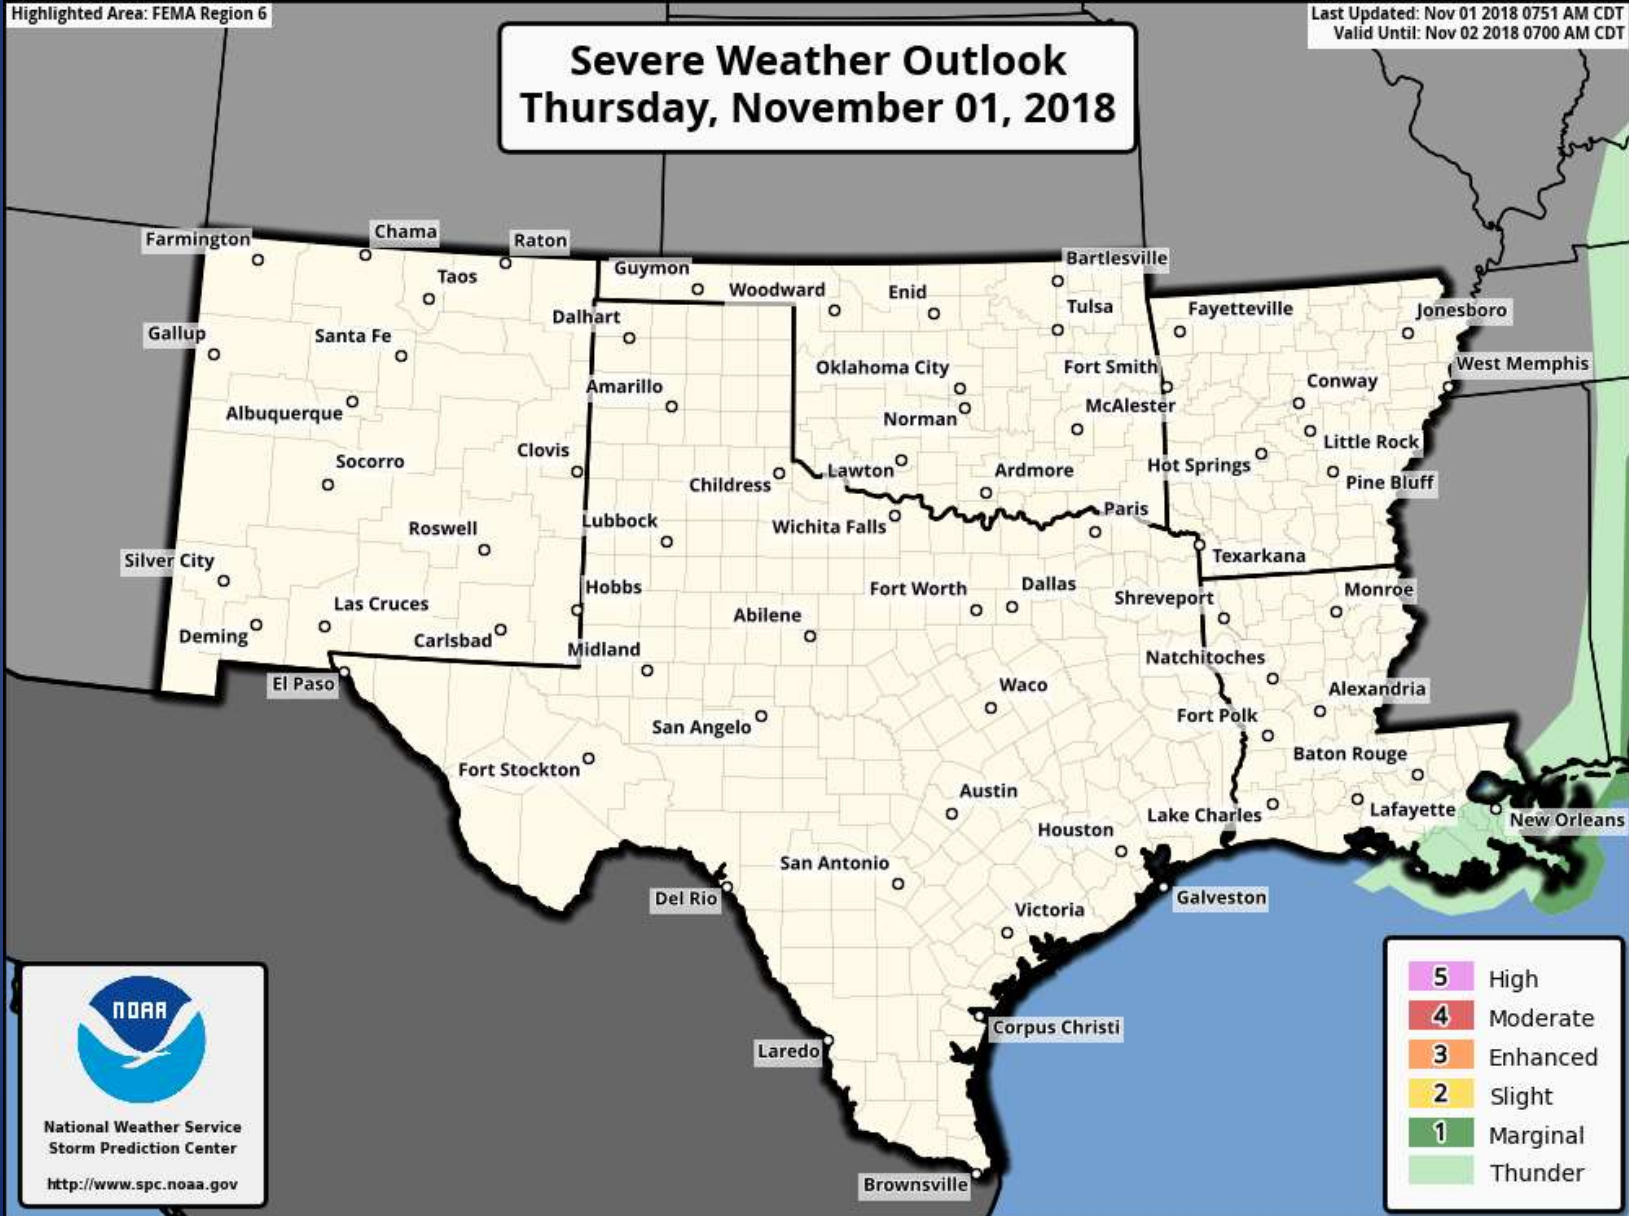 Highlighted Area: FEMA Region 6
Last Updated: Nov 01 2018 0751 AM CDT
Valid Until: Nov 02 2018 0700 AM CDT
Severe Weather Outlook
Thursday, November 01, 2018
Farmington
Chama
Raton
Taos
Guymon
Woodward
Enid
Bartlesville
Tulsa
Fayetteville
Jonesboro
Gallup
Santa Fe
Dalhart
West Memphis
Oklahoma City
Fort Smith
Conway
Albuquerque
Amarillo
Norman
McAlester
Little Rock
Socorro
Clovis
Childress
Lawton
Ardmore
Hot Springs
Pine Bluff
Roswell
Lubbock
Wichita Falls
Paris
Texarkana
Silver City
Hobbs
Fort Worth
Dallas
Shreveport
Monroe
Las Cruces
Deming
Carlsbad
Midland
Abilene
Natchitoches
El Paso
Waco
Alexandria
San Angelo
Fort Polk
Fort Stockton
Baton Rouge
Austin
Houston
Lake Charles
Lafayette
New Orleans
San Antonio
Del Rio
Victoria
Galveston
Corpus Christi
Laredo
Brownsville
NOAA
National Weather Service
Storm Prediction Center
http://www.spc.noaa.gov
5 High
4 Moderate
3 Enhanced
2 Slight
1 Marginal
Thunder